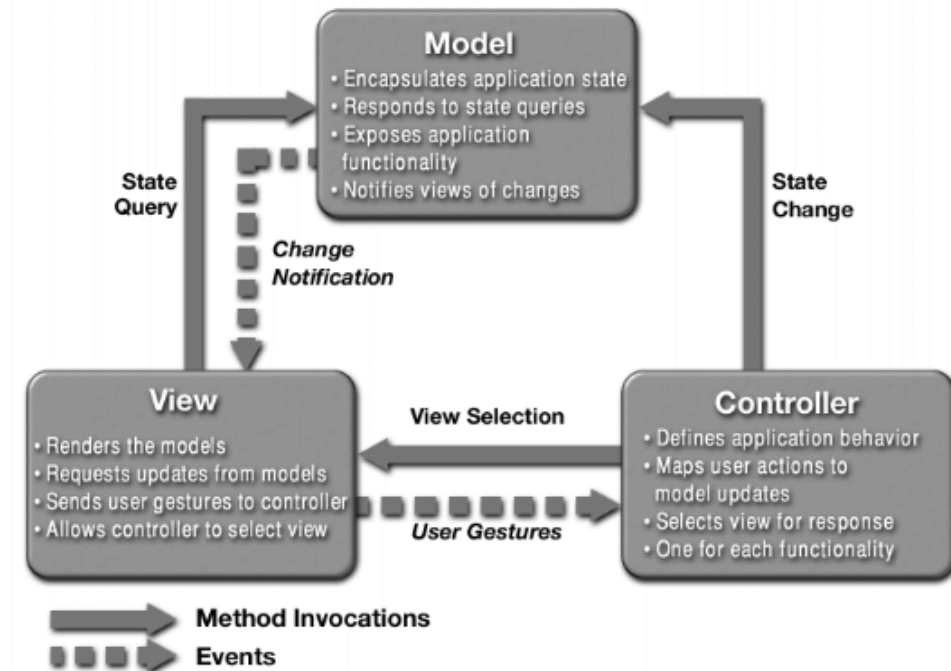 Model
• Encapsulates application state
• Responds to state queries
• Exposes application
functionality
• Notifies views of changes
State
Query
State
Change
Change
Notification
View
• Renders the models
• Requests updates from models
• Sends user gestures to controller
• Allows controller to select view
View Selection
User Gestures
Controller
• Defines application behavior
• Maps user actions to
model updates
• Selects view for response
• One for each functionality
Method Invocations
Events